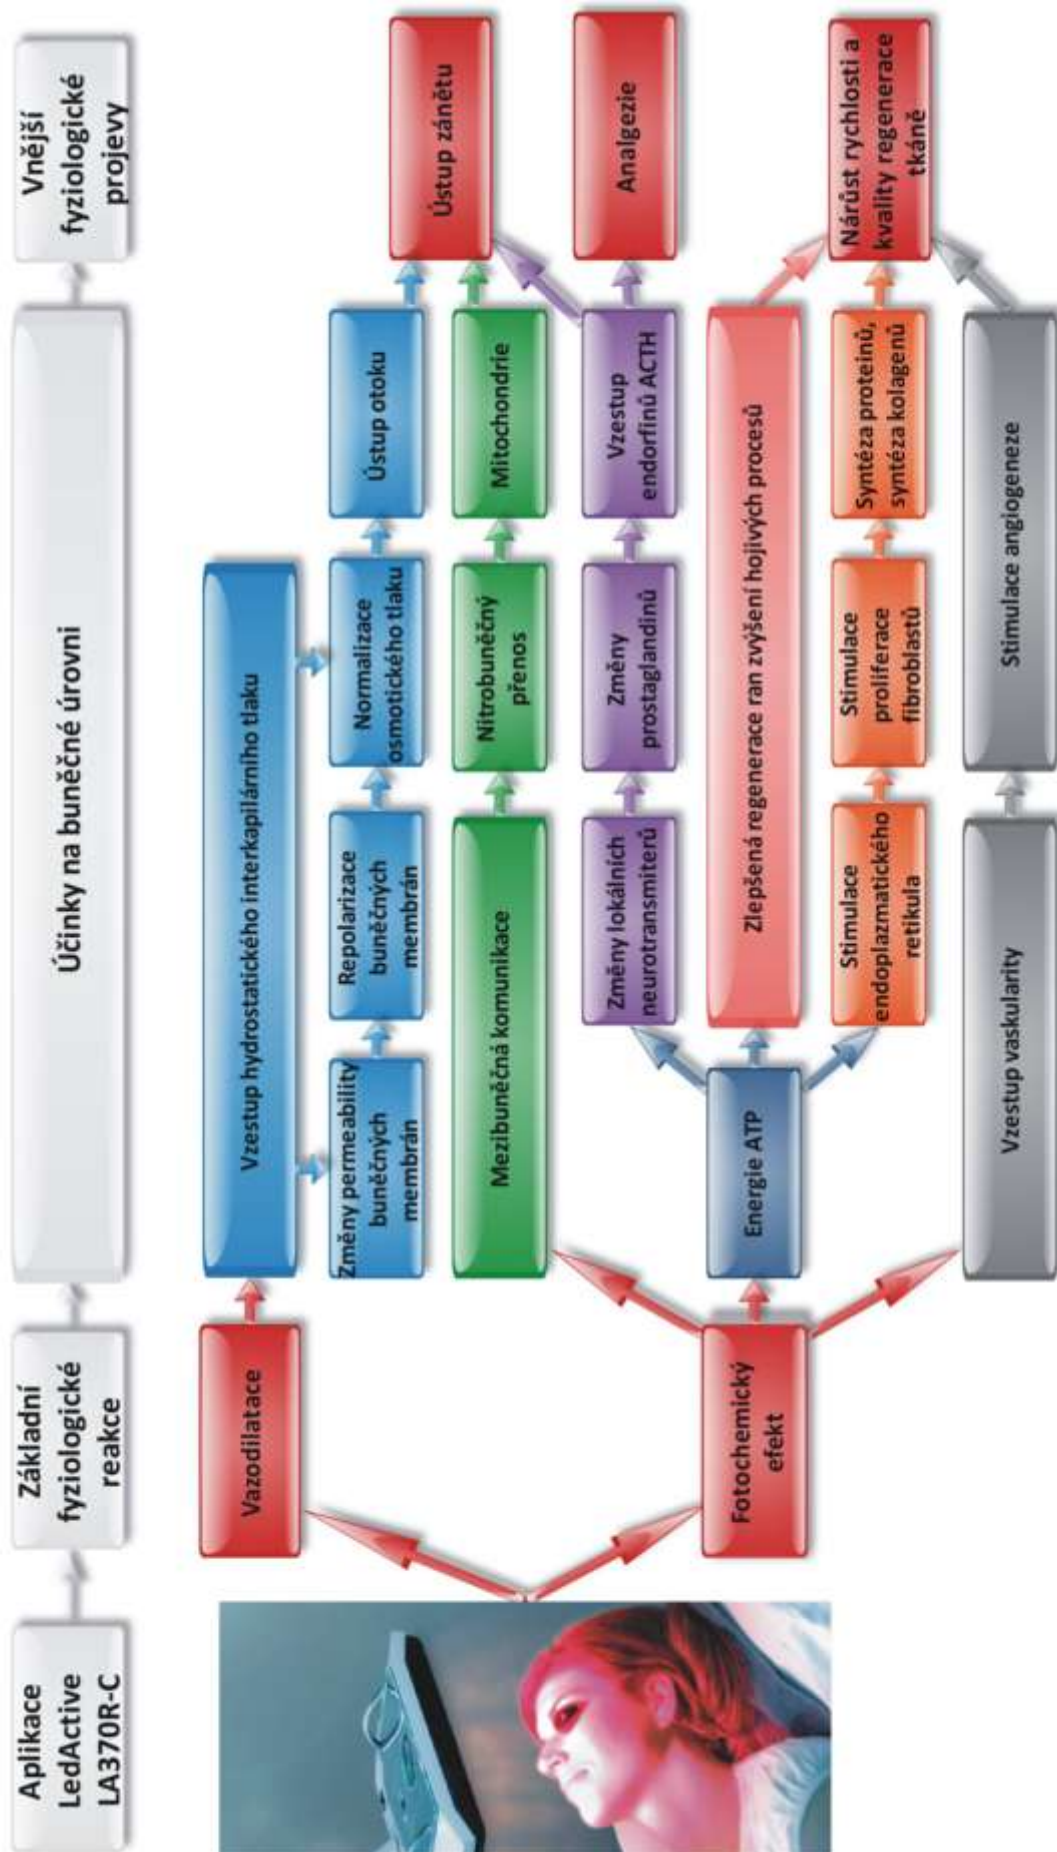 Aplikace
LedActive
LA370R-C
Základní
fyziologické
reakce
Účinky na buněčné úrovni
Vnější
fyziologické
projevy
Vazodilatace
Vzestup hydrostatického interkapilárního tlaku
Změny permeability
buněčných
membrán
Repolarizace
buněčných
membrán
Normalizace
osmotického tlaku
Ústup otoku
Ústup zánětu
Mezibuněčná komunikace
Nitrobuněčný
přenos
Mitochondrie
Změny lokálních
neurotransmiterů
Změny
prostaglandinů
Vzestup
endorfinů ACTH
Analgezie
Fotochemický
efekt
Energie ATP
Zlepšená regenerace ran zvýšení hojivých procesů
Stimulace
endoplazmatického
retikula
Stimulace
proliferace
fibroblastů
Syntéza proteinů,
syntéza kolagenů
Nárůst rychlosti a
kvality regenerace
tkáně
Vzestup vaskularity
Stimulace angiogeneze